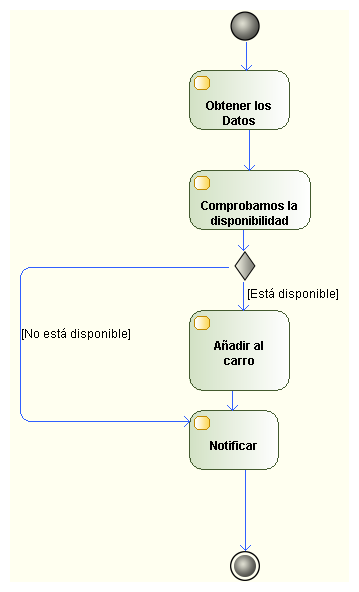 Obtener los
Datos
Comprobamos la
disponibilidad
[Está disponible]
[No está disponible]
Añadir al
carro
Notificar